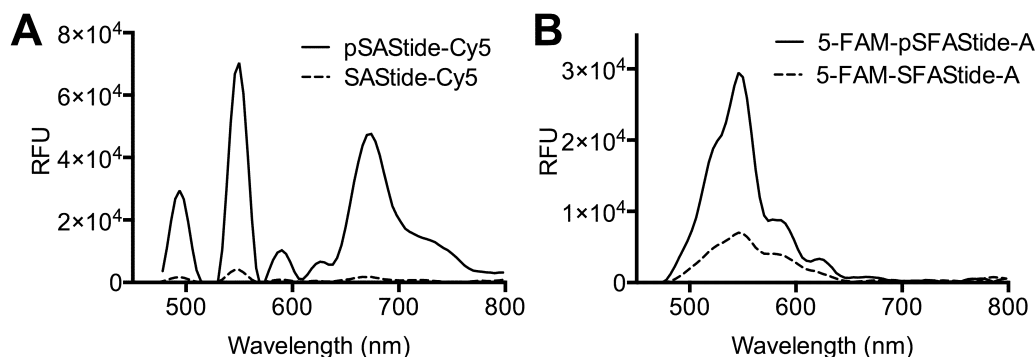 A
8×10⁴
6×10⁴
4×10⁴
2×10⁴
0
RFU
pSAStide-Cy5
SAStide-Cy5
500 600 700 800
Wavelength (nm)
B
3×10⁴
2×10⁴
1×10⁴
0
RFU
5-FAM-pSFAStide-A
5-FAM-SFAStide-A
500 600 700 800
Wavelength (nm)